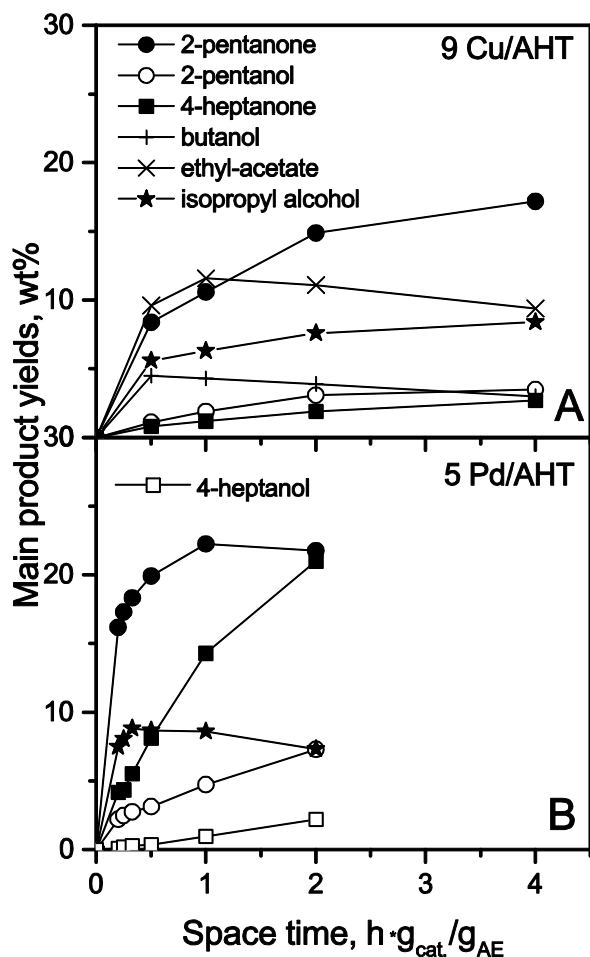 30
2-pentanone
9 Cu/AHT
2-pentanol
4-heptanone
butanol
20
ethyl-acetate
isopropyl alcohol
10
A
30
4-heptanol
5 Pd/AHT
20
10
B
0
0 1 2 3 4
Main product yields, wt%
Space time, h*gcat./gAE